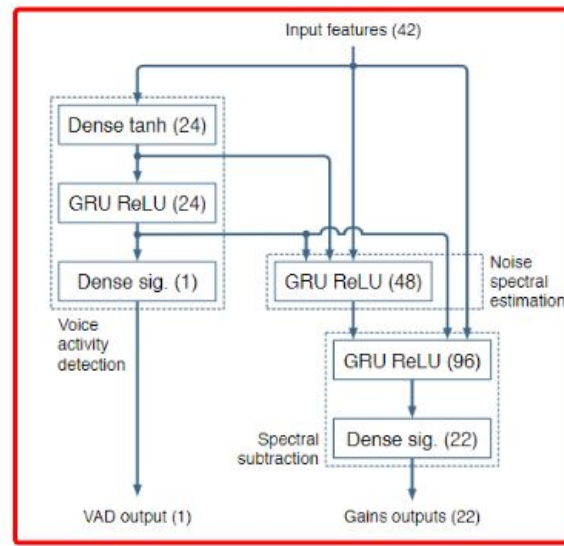 Input features (42)
Dense tanh (24)
GRU ReLU (24)
Dense sig. (1)
Voice
activity
detection
GRU ReLU (48)
Noise
spectral
estimation
GRU ReLU (96)
Dense sig. (22)
Spectral
subtraction
VAD output (1)
Gains outputs (22)